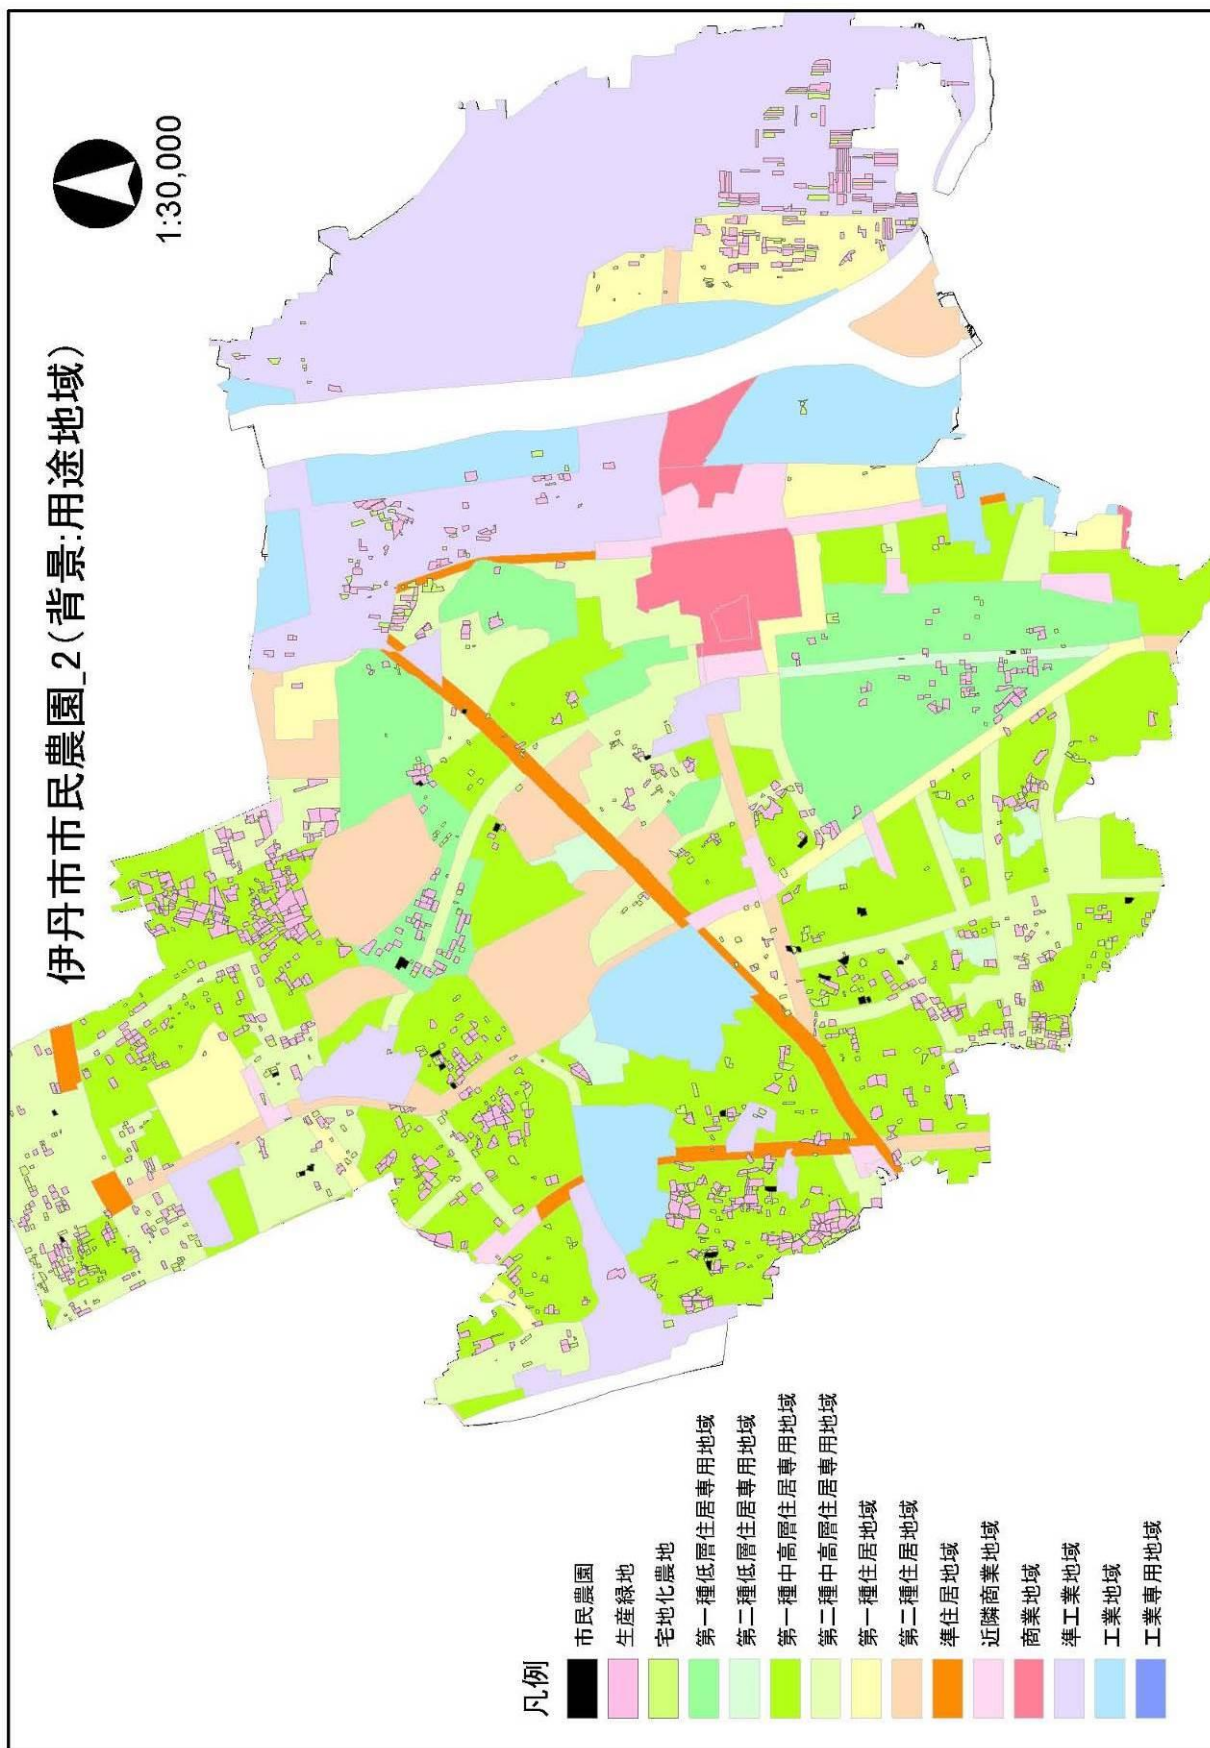 伊丹市市民農園_2(背景:用途地域)
1:30,000
凡例
市民農園
生産緑地
宅地化農地
第一種低層住居専用地域
第二種低層住居専用地域
第一種中高層住居専用地域
第二種中高層住居専用地域
第一種住居地域
第二種住居地域
準住居地域
近隣商業地域
商業地域
準工業地域
工業地域
工業専用地域